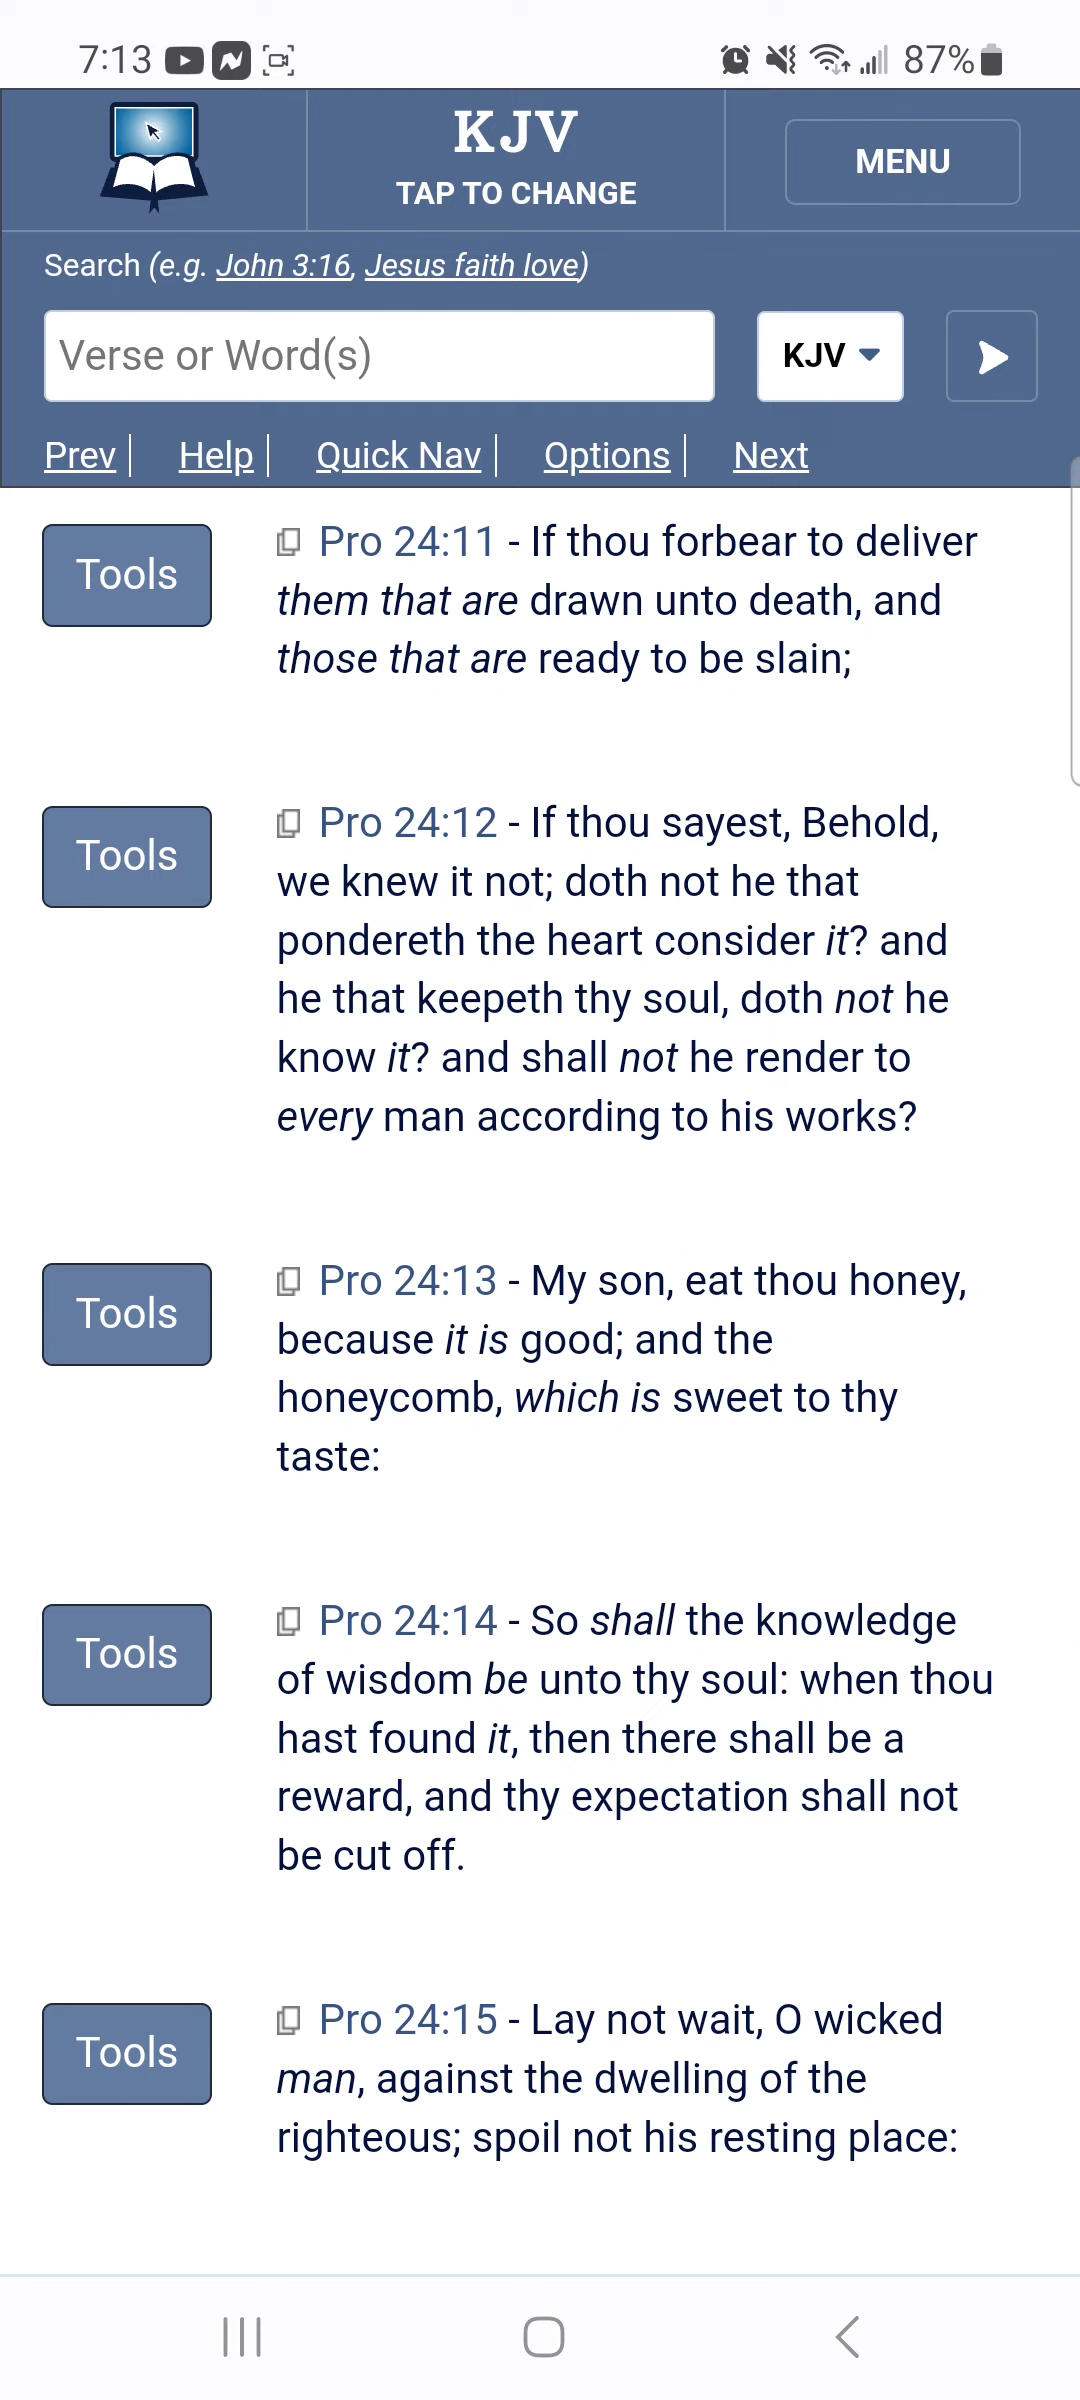 7:13 87%
KJV
TAP TO CHANGE
MENU
Search (e.g. John 3:16, Jesus faith love)
Verse or Word(s) KJV
Prev Help Quick Nav Options Next
Tools
Pro 24:11 - If thou forbear to deliver
them that are drawn unto death, and
those that are ready to be slain;
Tools
Pro 24:12 - If thou sayest, Behold,
we knew it not; doth not he that
pondereth the heart consider it? and
he that keepeth thy soul, doth not he
know it? and shall not he render to
every man according to his works?
Tools
Pro 24:13 - My son, eat thou honey,
because it is good; and the
honeycomb, which is sweet to thy
taste:
Tools
Pro 24:14 - So shall the knowledge
of wisdom be unto thy soul: when thou
hast found it, then there shall be a
reward, and thy expectation shall not
be cut off.
Tools
Pro 24:15 - Lay not wait, O wicked
man, against the dwelling of the
righteous; spoil not his resting place: